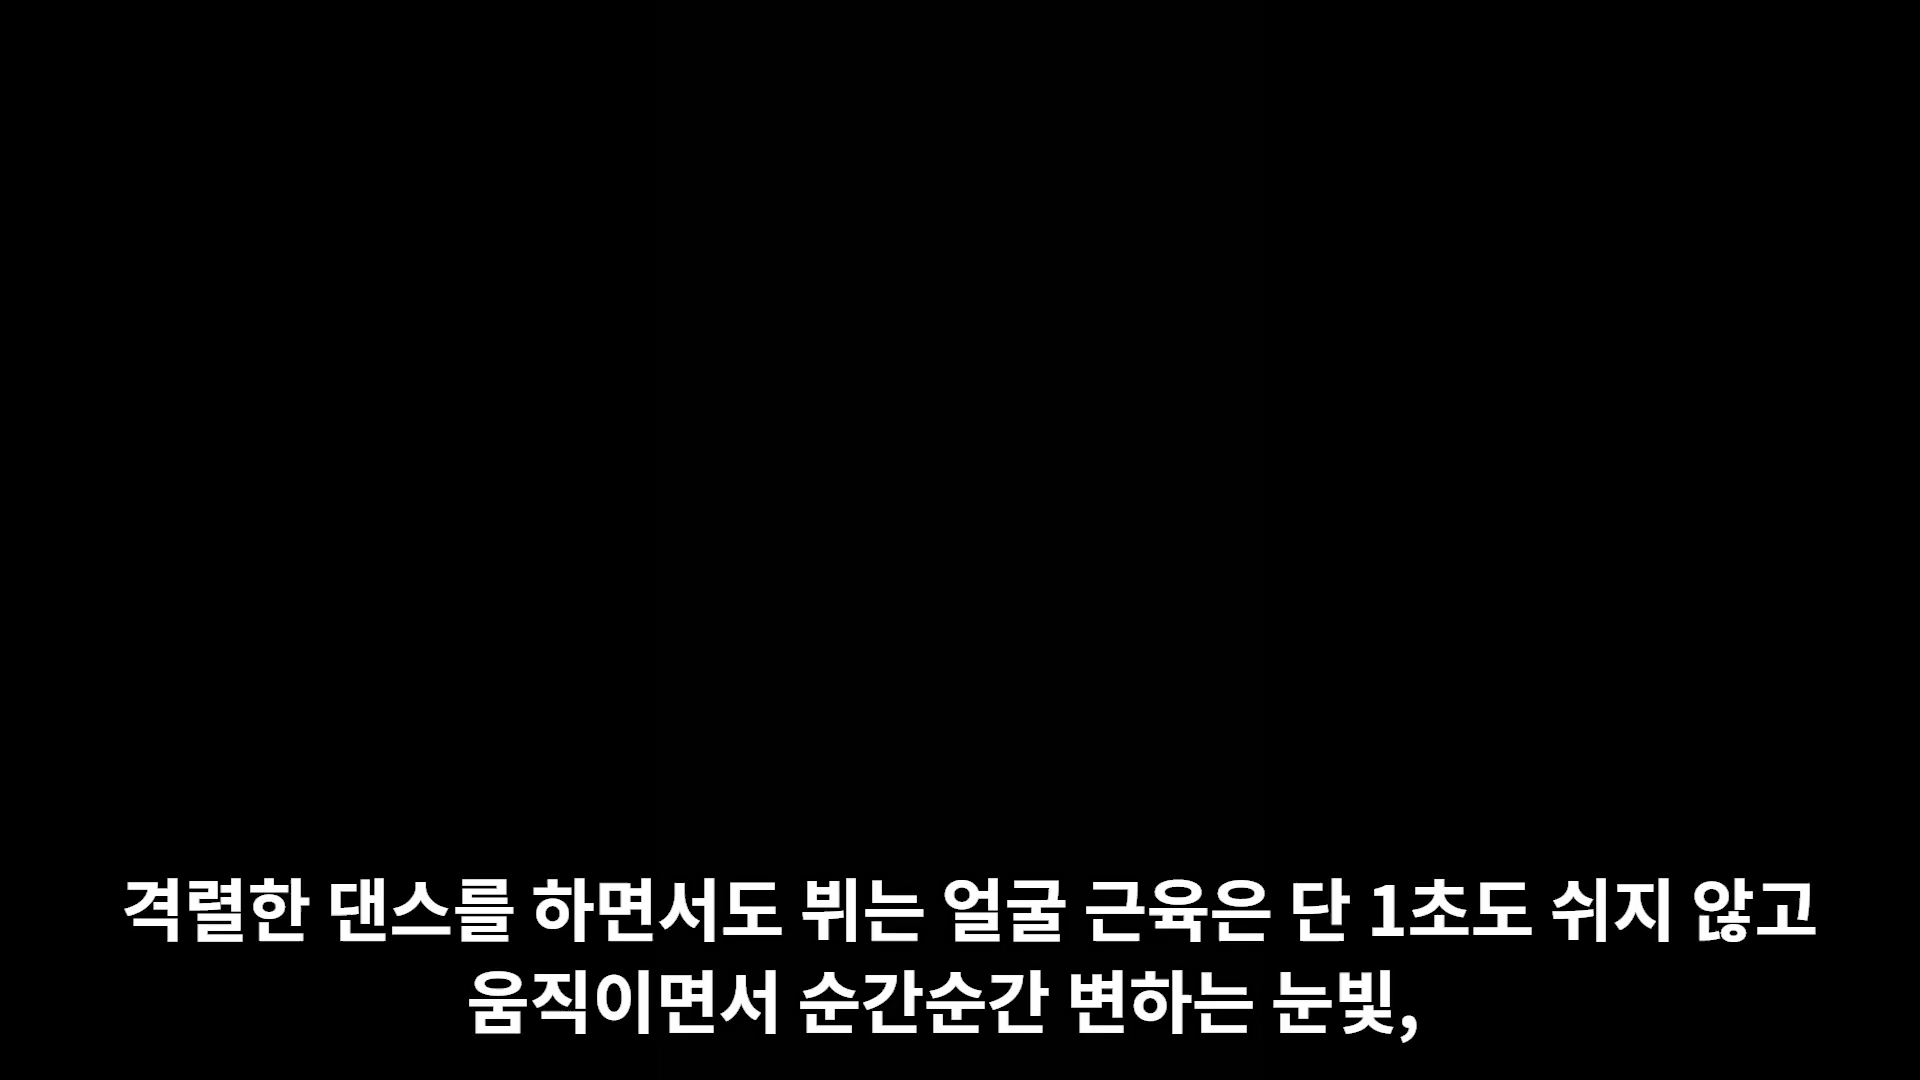 격렬한 댄스를 하면서도 뷔는 얼굴 근육은 단 1초도 쉬지 않고
움직이면서 순간순간 변하는 눈빛,